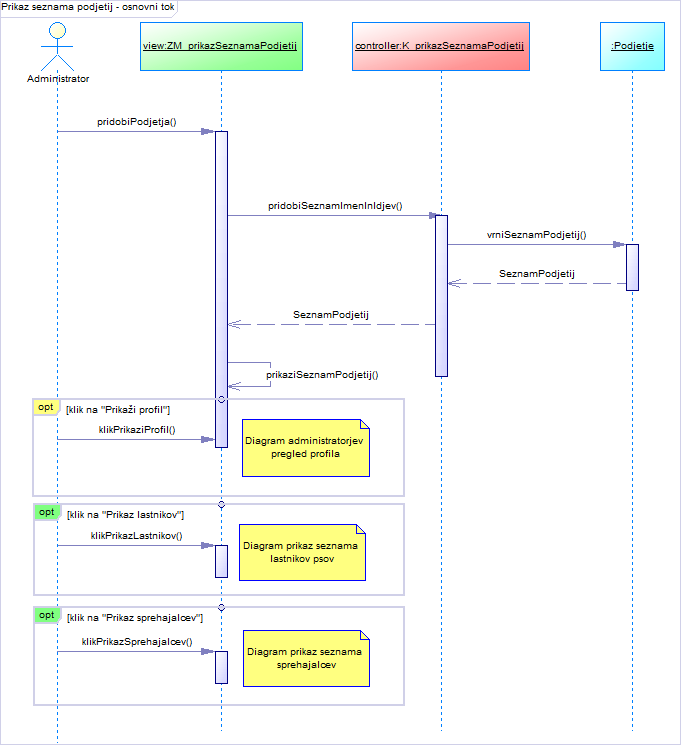 Prikaz seznama podjetij - osnovni tok
Administrator
view:ZM_prikazSeznamaPodjetij
controller:K_prikazSeznamaPodjetij
:Podjetje
pridobiPodjetja()
pridobiSeznamImenInIdjev()
vrniSeznamPodjetij()
SeznamPodjetij
SeznamPodjetij
prikaziSeznamPodjetij()
opt
[klik na "Prikaži profil"]
klikPrikaziProfil()
Diagram administratorjev
pregled profila
opt
[klik na "Prikaz lastnikov"]
klikPrikazLastnikov()
Diagram prikaz seznama
lastnikov psov
opt
[klik na "Prikaz sprehajalcev"]
klikPrikazSprehajalcev()
Diagram prikaz seznama
sprehajalcev